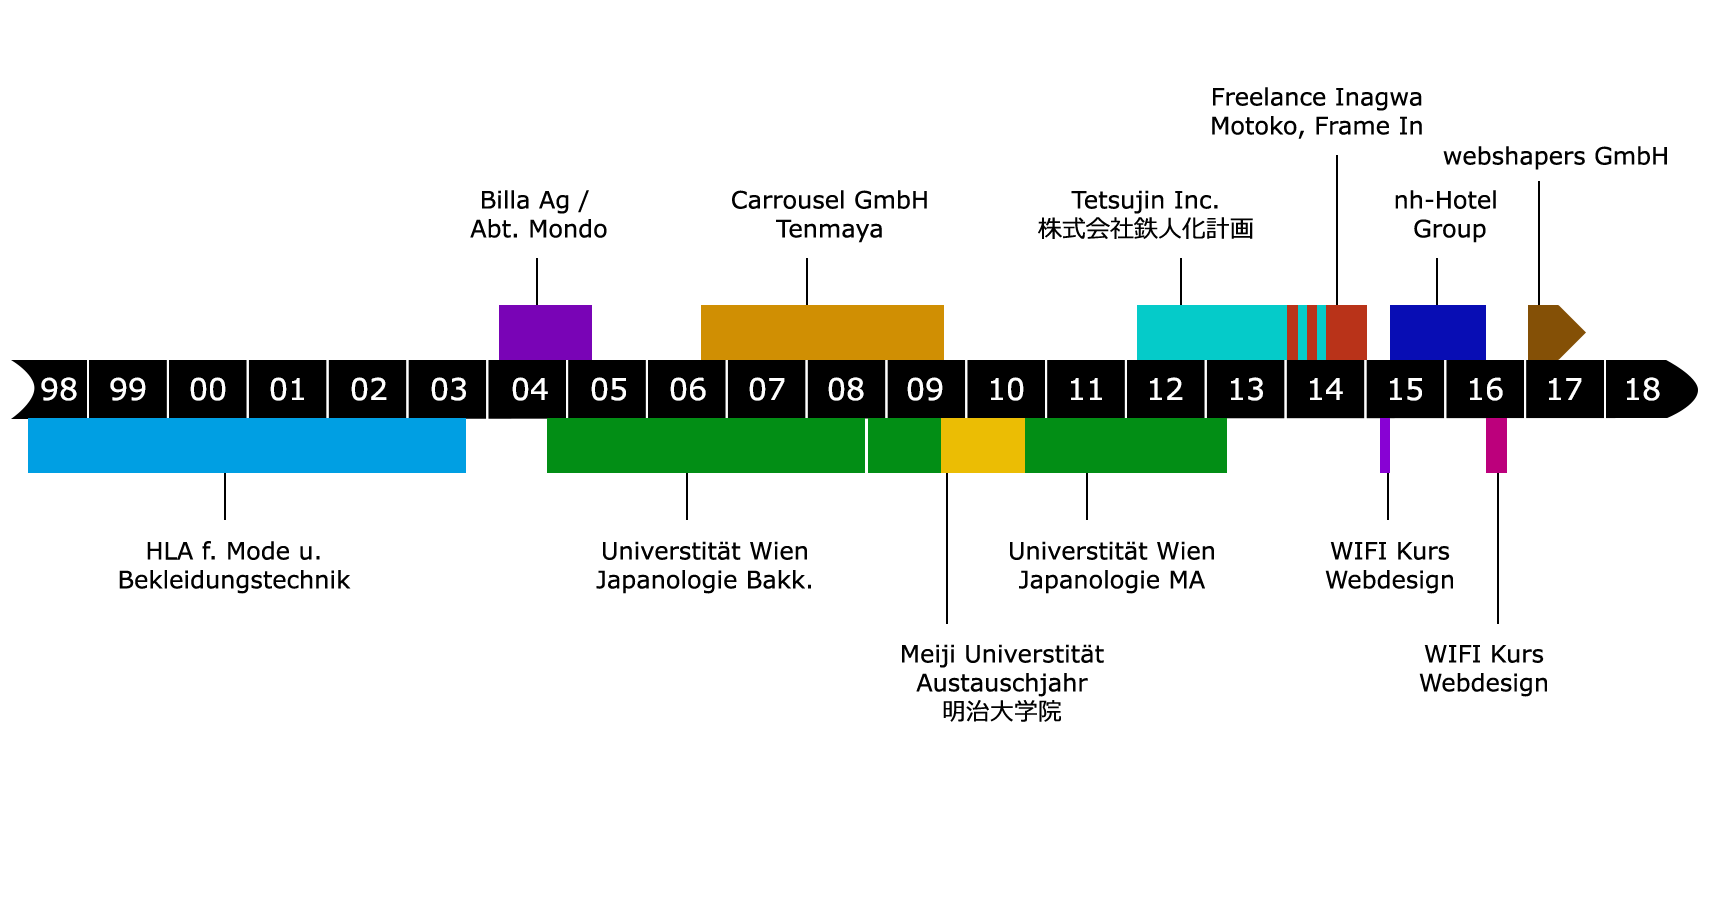 Freelance Inagwa
Motoko, Frame In
webshapers GmbH
Billa Ag /
Abt. Mondo
Carrousel GmbH
Tenmaya
Tetsujin Inc.
株式会社鉄人化計画
nh-Hotel
Group
98 99 00 01 02 03 04 05 06 07 08 09 10 11 12 13 14 15 16 17 18
HLA f. Mode u.
Bekleidungstechnik
Universtität Wien
Japanologie Bakk.
Universtität Wien
Japanologie MA
WIFI Kurs
Webdesign
Meiji Universtität
Austauschjahr
明治大学院
WIFI Kurs
Webdesign